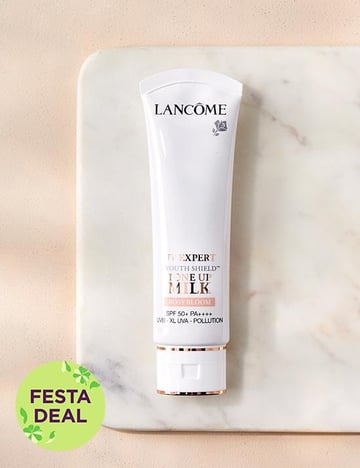 LANCÔME
UV EXPERT
YOUTH SHIELD™
TONE UP
MILK
ROSY BLOOM
SPF 50+ PA++++
UVB - XL UVA - POLLUTION
FESTA
DEAL